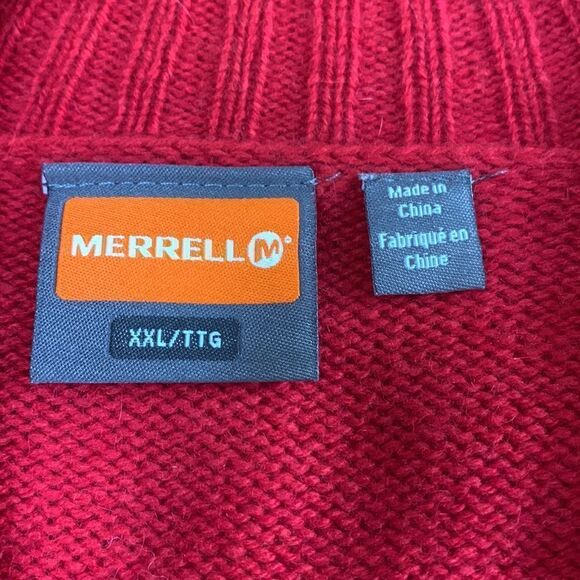 MERRELL M
XXL/TTG
Made in
China
Fabriqué en
Chine